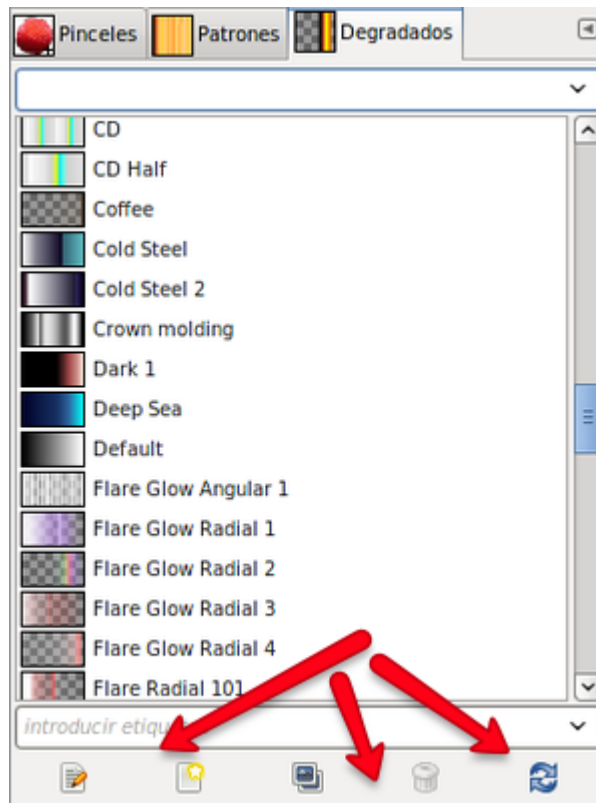 Pinceles Patrones Degradados
CD
CD Half
Coffee
Cold Steel
Cold Steel 2
Crown molding
Dark 1
Deep Sea
Default
Flare Glow Angular 1
Flare Glow Radial 1
Flare Glow Radial 2
Flare Glow Radial 3
Flare Glow Radial 4
Flare Radial 101
introducir